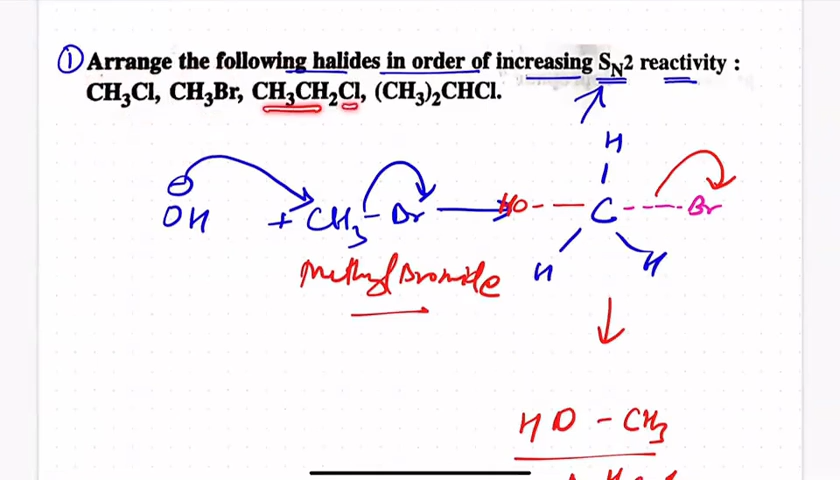 ① Arrange the following halides in order of increasing S_N2 reactivity :
CH₃Cl, CH₃Br, CH₃CH₂Cl, (CH₃)₂CHCl.
H
⊖
OH + CH₃ - Br HO --- C --- Br
H H
Methyl Bromide
HO - CH₃